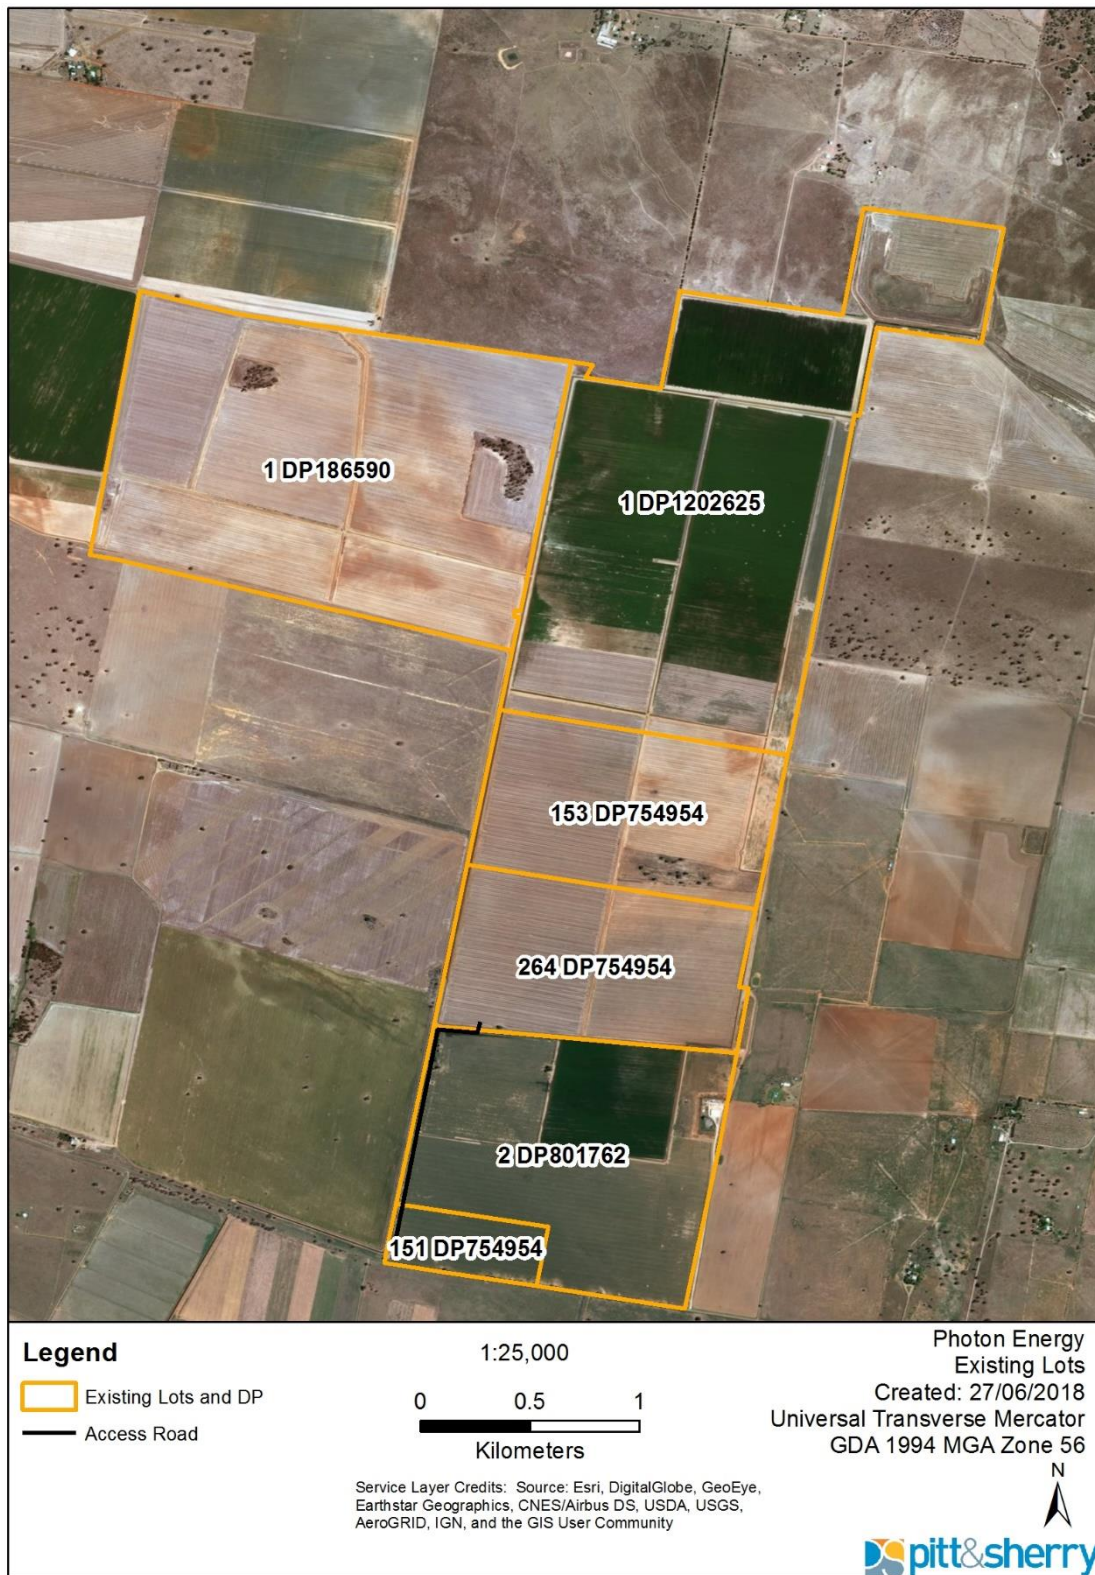 1 DP186590
1 DP1202625
153 DP754954
264 DP754954
2 DP801762
151 DP754954
Legend
Existing Lots and DP
Access Road
1:25,000
0 0.5 1
Kilometers
Service Layer Credits: Source: Esri, DigitalGlobe, GeoEye,
Earthstar Geographics, CNES/Airbus DS, USDA, USGS,
AeroGRID, IGN, and the GIS User Community
Photon Energy
Existing Lots
Created: 27/06/2018
Universal Transverse Mercator
GDA 1994 MGA Zone 56
N
pitt&sherry